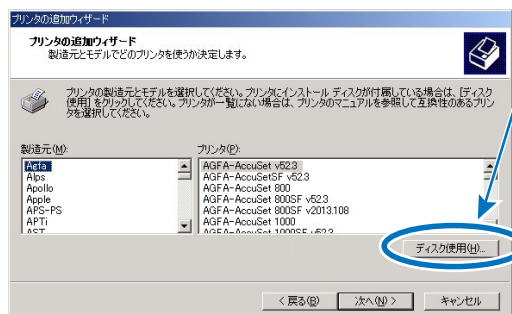 プリンタの追加ウィザード
プリンタの追加ウィザード
製造元とモデルでどのプリンタを使うか決定します。
プリンタの製造元とモデルを選択してください。プリンタにインストール ディスクが付属している場合は、[ディスク
使用] をクリックしてください。プリンタが一覧にない場合は、プリンタのマニュアルを参照して互換性のあるプリン
タを選択してください。
製造元(M):
プリンタ(P):
Agfa
Alps
Apollo
Apple
APS-PS
APTi
AST
AGFA-AccuSet v52.3
AGFA-AccuSetSF v52.3
AGFA-AccuSet 800
AGFA-AccuSet 800SF v52.3
AGFA-AccuSet 800SF v2013.108
AGFA-AccuSet 1000
AGFA-AccuSet 1000SF v52.3
ディスク使用(H)...
< 戻る(B)
次へ(N) >
キャンセル